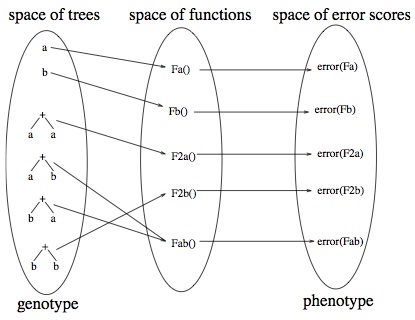 space of trees space of functions space of error scores
a
Fa() error(Fa)
b
Fb() error(Fb)
+
a a
F2a() error(F2a)
+
a b
F2b() error(F2b)
+
b a
Fab() error(Fab)
+
b b
genotype phenotype